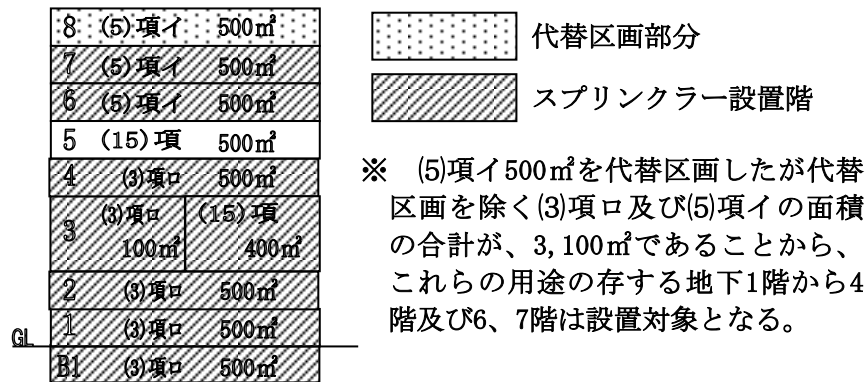 8 (5)項イ 500㎡
7 (5)項イ 500㎡
6 (5)項イ 500㎡
5 (15)項 500㎡
4 (3)項ロ 500㎡
3 (3)項ロ 100㎡ (15)項 400㎡
2 (3)項ロ 500㎡
1 (3)項ロ 500㎡
GL
B1 (3)項ロ 500㎡
代替区画部分
スプリンクラー設置階
※ ⑸項イ500㎡を代替区画したが代替
区画を除く⑶項ロ及び⑸項イの面積
の合計が、3,100㎡であることから、
これらの用途の存する地下1階から4
階及び6、7階は設置対象となる。